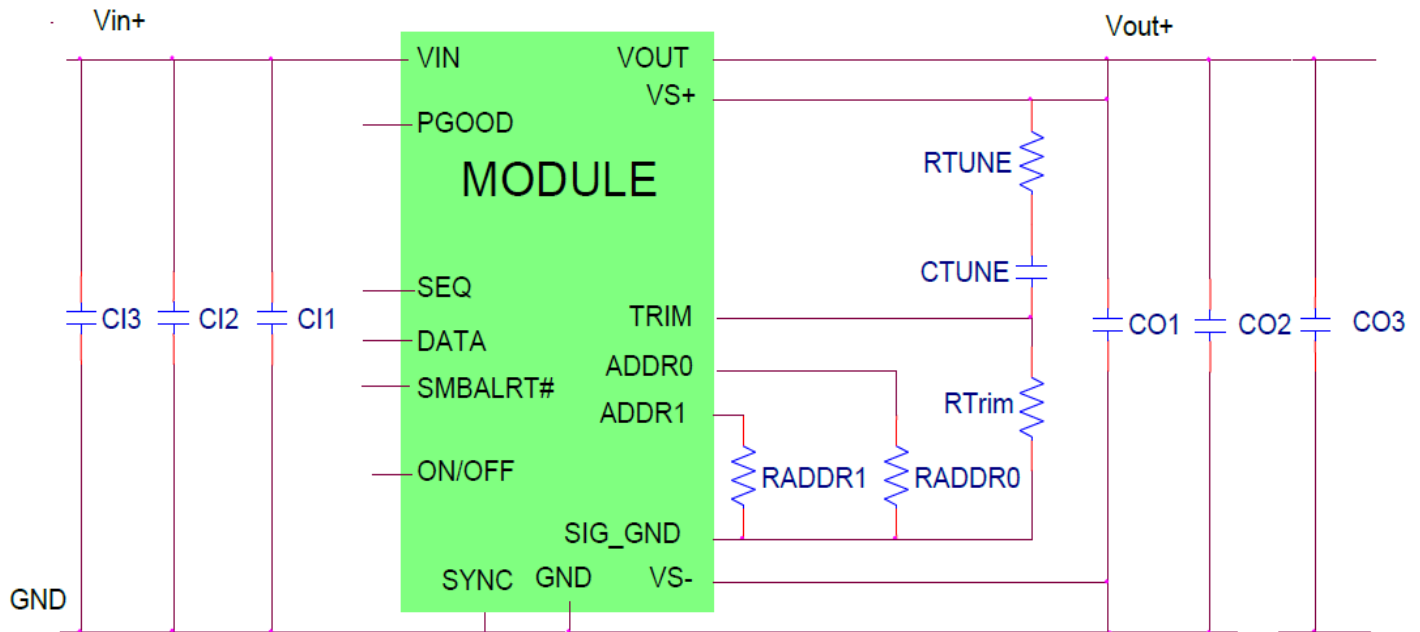 Vin+
Vout+
VIN
VOUT
VS+
PGOOD
MODULE
RTUNE
CTUNE
SEQ
TRIM
CI3
CI2
CI1
CO1
CO2
CO3
DATA
ADDR0
SMBALRT#
ADDR1
RTrim
ON/OFF
RADDR1
RADDR0
SIG_GND
SYNC
GND
VS-
GND